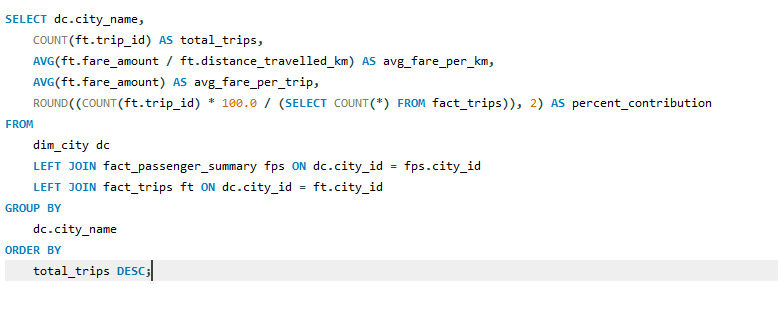 SELECT dc.city_name,
    COUNT(ft.trip_id) AS total_trips,
    AVG(ft.fare_amount / ft.distance_travelled_km) AS avg_fare_per_km,
    AVG(ft.fare_amount) AS avg_fare_per_trip,
    ROUND((COUNT(ft.trip_id) * 100.0 / (SELECT COUNT(*) FROM fact_trips)), 2) AS percent_contribution
FROM
    dim_city dc
    LEFT JOIN fact_passenger_summary fps ON dc.city_id = fps.city_id
    LEFT JOIN fact_trips ft ON dc.city_id = ft.city_id
GROUP BY
    dc.city_name
ORDER BY
    total_trips DESC;